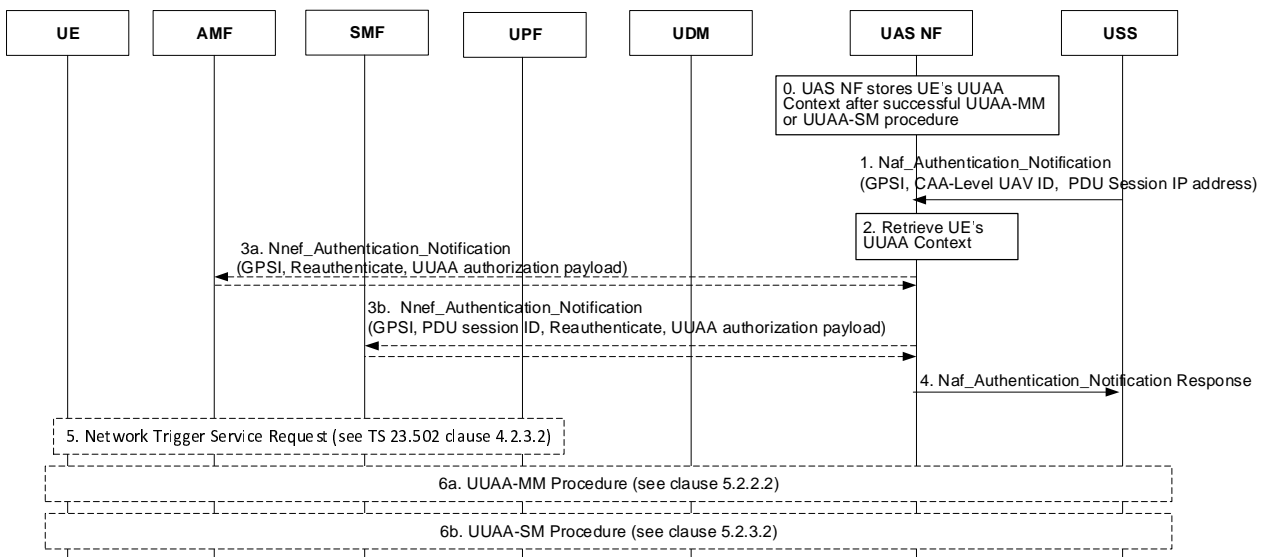 UE
AMF
SMF
UPF
UDM
UAS NF
USS
0. UAS NF stores UE's UUAA
Context after successful UUAA-MM
or UUAA-SM procedure
1. Naf_Authentication_Notification
(GPSI, CAA-Level UAV ID, PDU Session IP address)
2. Retrieve UE's
UUAA Context
3a. Nnef_Authentication_Notification
(GPSI, Reauthenticate, UUAA authorization payload)
3b. Nnef_Authentication_Notification
(GPSI, PDU session ID, Reauthenticate, UUAA authorization payload)
4. Naf_Authentication_Notification Response
5. Network Trigger Service Request (see TS 23.502 clause 4.2.3.2)
6a. UUAA-MM Procedure (see clause 5.2.2.2)
6b. UUAA-SM Procedure (see clause 5.2.3.2)